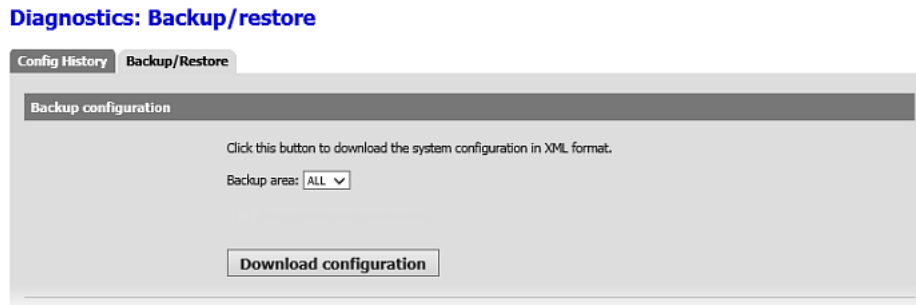 Diagnostics: Backup/restore
Config History Backup/Restore
Backup configuration
Click this button to download the system configuration in XML format.
Backup area: ALL
Download configuration